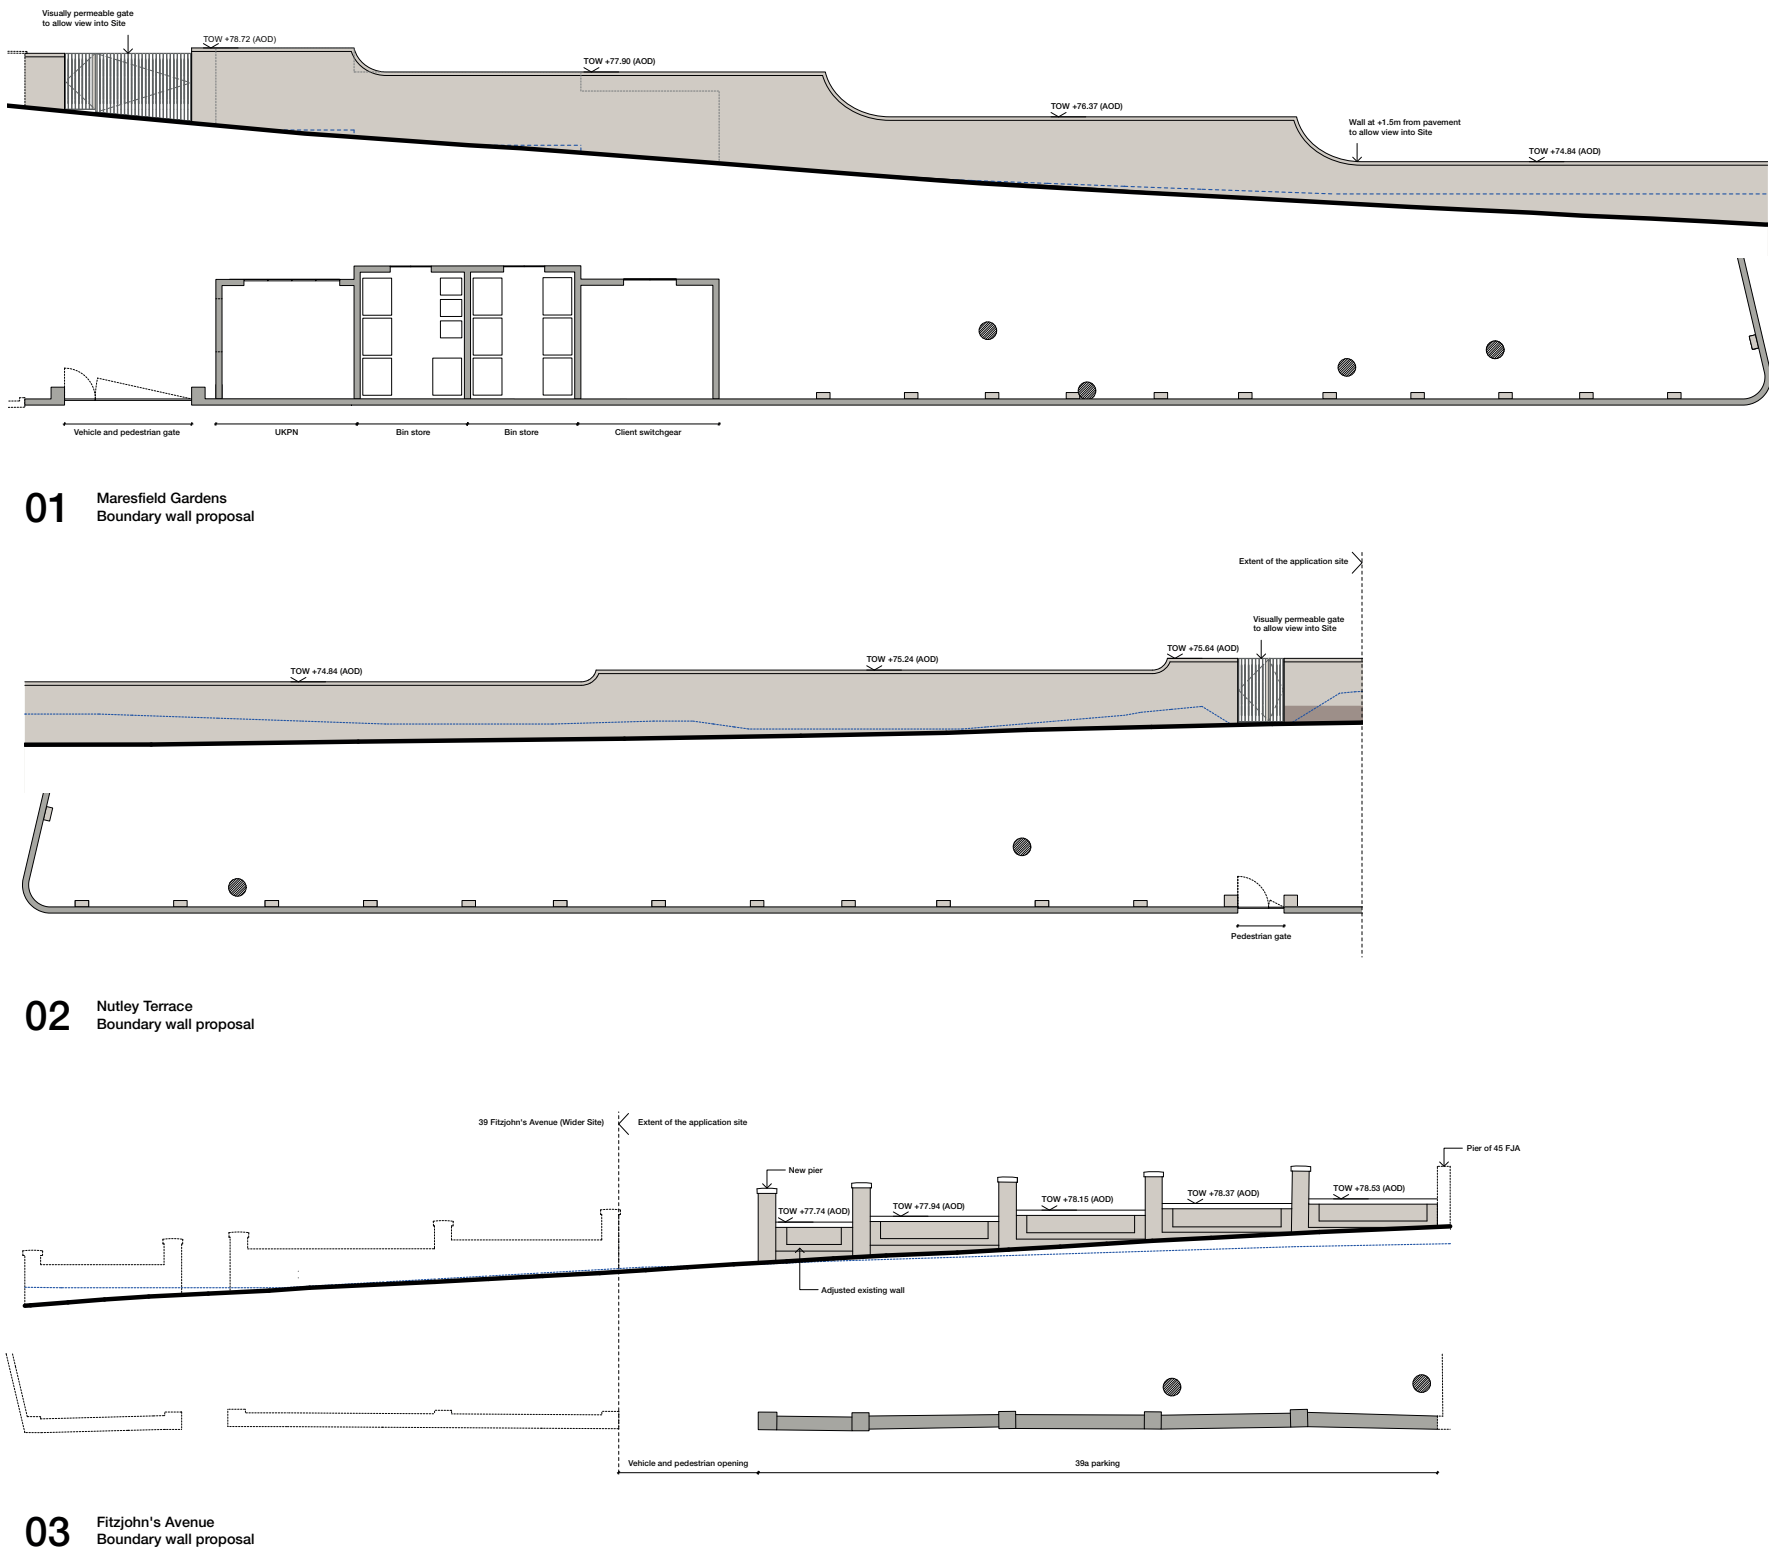 Visually permeable gate
to allow view into Site
TOW +78.72 (AOD)
TOW +77.90 (AOD)
TOW +76.37 (AOD)
Wall at +1.5m from pavement
to allow view into Site
TOW +74.84 (AOD)
Vehicle and pedestrian gate
UKPN
Bin store
Bin store
Client switchgear
01
Maresfield Gardens
Boundary wall proposal
Extent of the application site
Visually permeable gate
to allow view into Site
TOW +74.84 (AOD)
TOW +75.24 (AOD)
TOW +75.64 (AOD)
Pedestrian gate
02
Nutley Terrace
Boundary wall proposal
39 Fitzjohn's Avenue (Wider Site)
Extent of the application site
New pier
Pier of 45 FJA
TOW +77.74 (AOD)
TOW +77.94 (AOD)
TOW +78.15 (AOD)
TOW +78.37 (AOD)
TOW +78.53 (AOD)
Adjusted existing wall
Vehicle and pedestrian opening
39a parking
03
Fitzjohn's Avenue
Boundary wall proposal